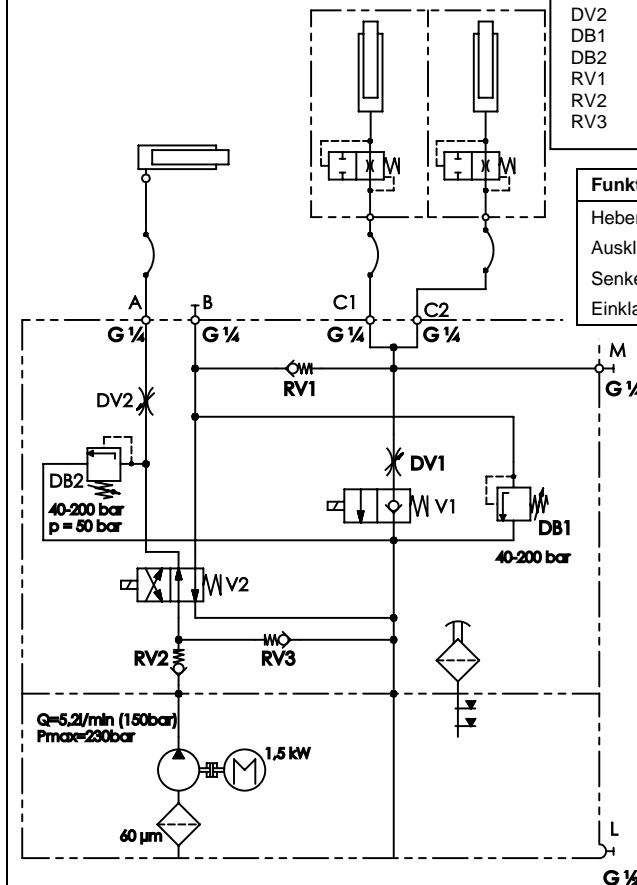 DV2
DB1
DB2
RV1
RV2
RV3
Funkt
Heben
Auskl
Senke
Einkla
A
B
C1
C2
G ¼
G ¼
G ¼
G ¼
M
G ¼
RV1
DV2
DV1
DB2
40-200 bar
p = 50 bar
V1
DB1
40-200 bar
V2
RV2
RV3
Q=5,2l/min (150bar)
Pmax=230bar
1,5 kW
M
60 µm
L
G ½